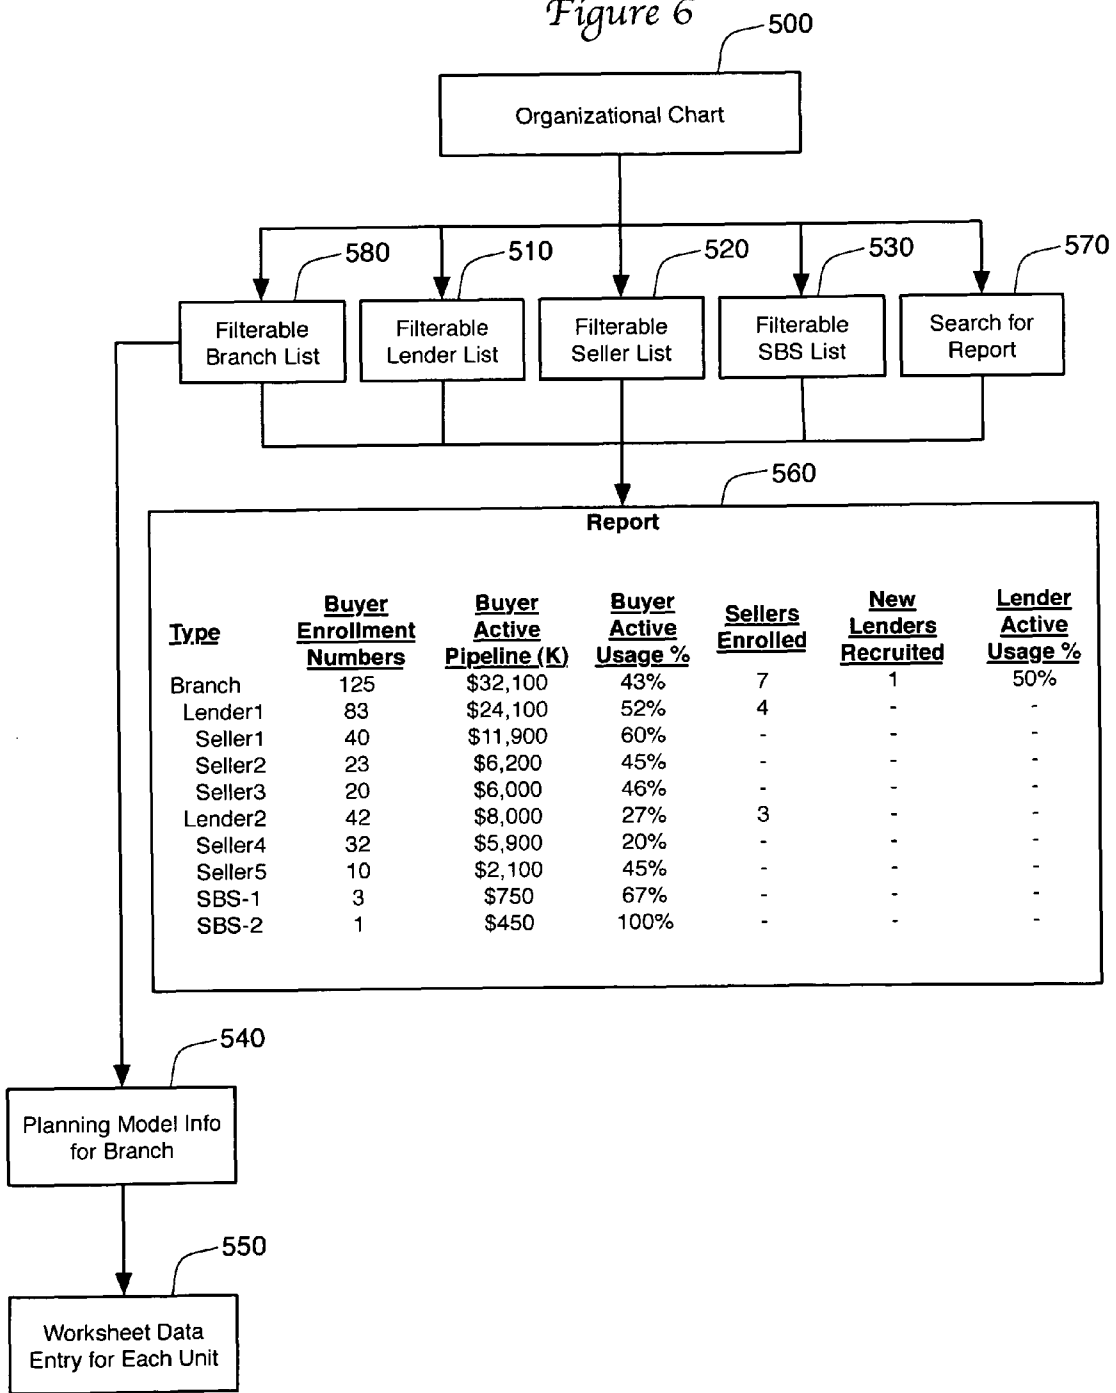 Figure 6
500
Organizational Chart
580
510
520
530
570
Filterable
Branch List
Filterable
Lender List
Filterable
Seller List
Filterable
SBS List
Search for
Report
560
Report
Type
Buyer
Enrollment
Numbers
Buyer
Active
Pipeline (K)
Buyer
Active
Usage %
Sellers
Enrolled
New
Lenders
Recruited
Lender
Active
Usage %
Branch 125 $32,100 43% 7 1 50%
Lender1 83 $24,100 52% 4 - -
Seller1 40 $11,900 60% - - -
Seller2 23 $6,200 45% - - -
Seller3 20 $6,000 46% - - -
Lender2 42 $8,000 27% 3 - -
Seller4 32 $5,900 20% - - -
Seller5 10 $2,100 45% - - -
SBS-1 3 $750 67% - - -
SBS-2 1 $450 100% - - -
540
Planning Model Info
for Branch
550
Worksheet Data
Entry for Each Unit